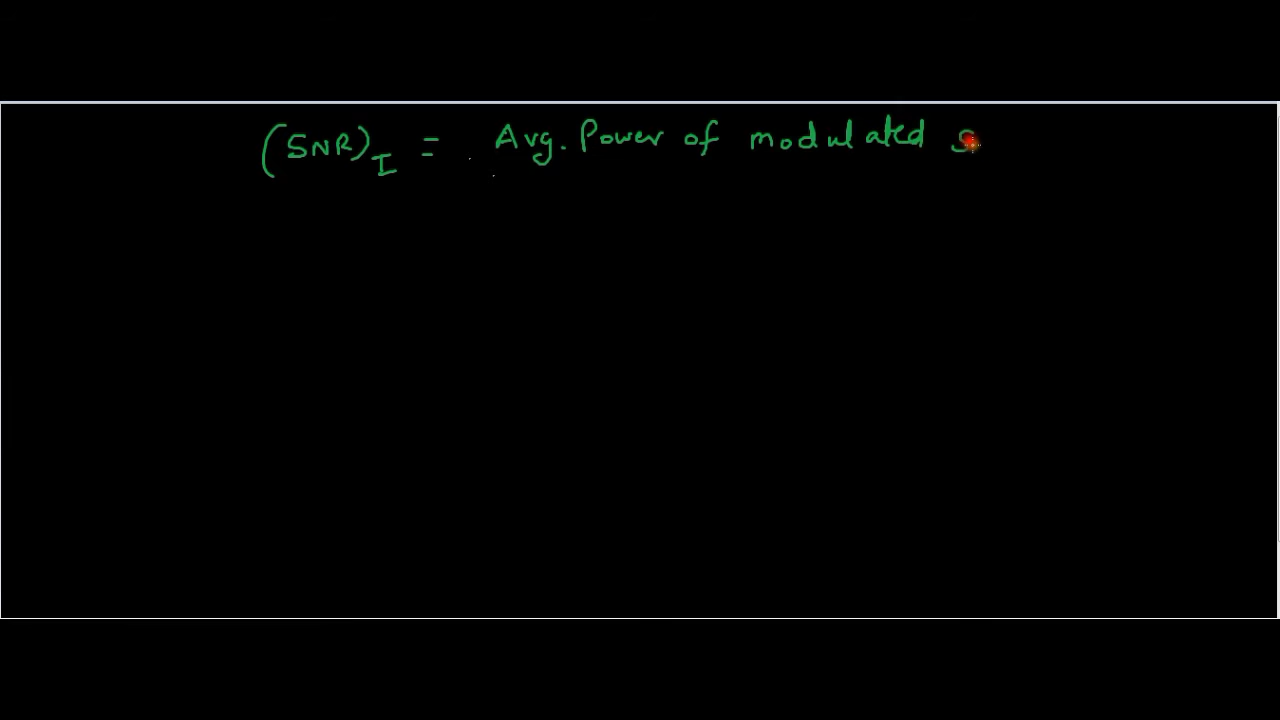 (SNR)I = Avg. Power of modulated S